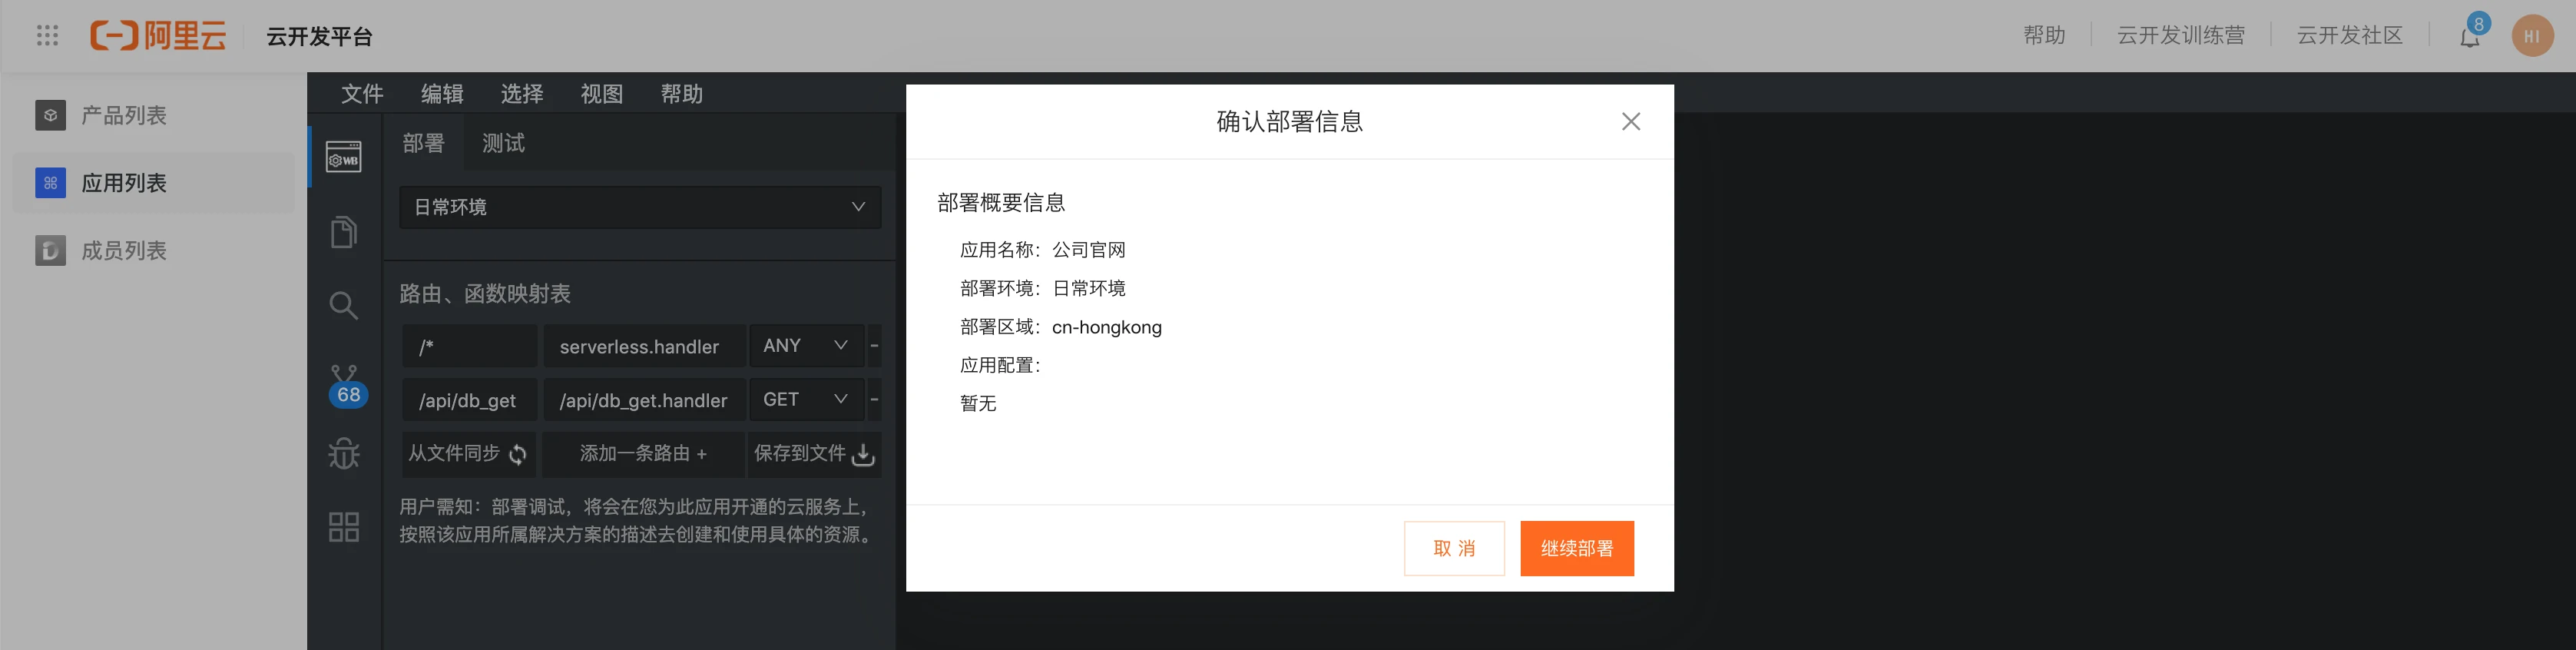 阿里云 云开发平台 帮助 云开发训练营 云开发社区 8 HI
产品列表
应用列表
成员列表
文件 编辑 选择 视图 帮助
WB
68
部署 测试
日常环境
路由、函数映射表
/* serverless.handler ANY -
/api/db_get /api/db_get.handler GET -
从文件同步 添加一条路由 + 保存到文件
用户需知：部署调试，将会在您为此应用开通的云服务上，
按照该应用所属解决方案的描述去创建和使用具体的资源。
确认部署信息
部署概要信息
应用名称：公司官网
部署环境：日常环境
部署区域：cn-hongkong
应用配置：
暂无
取 消 继续部署